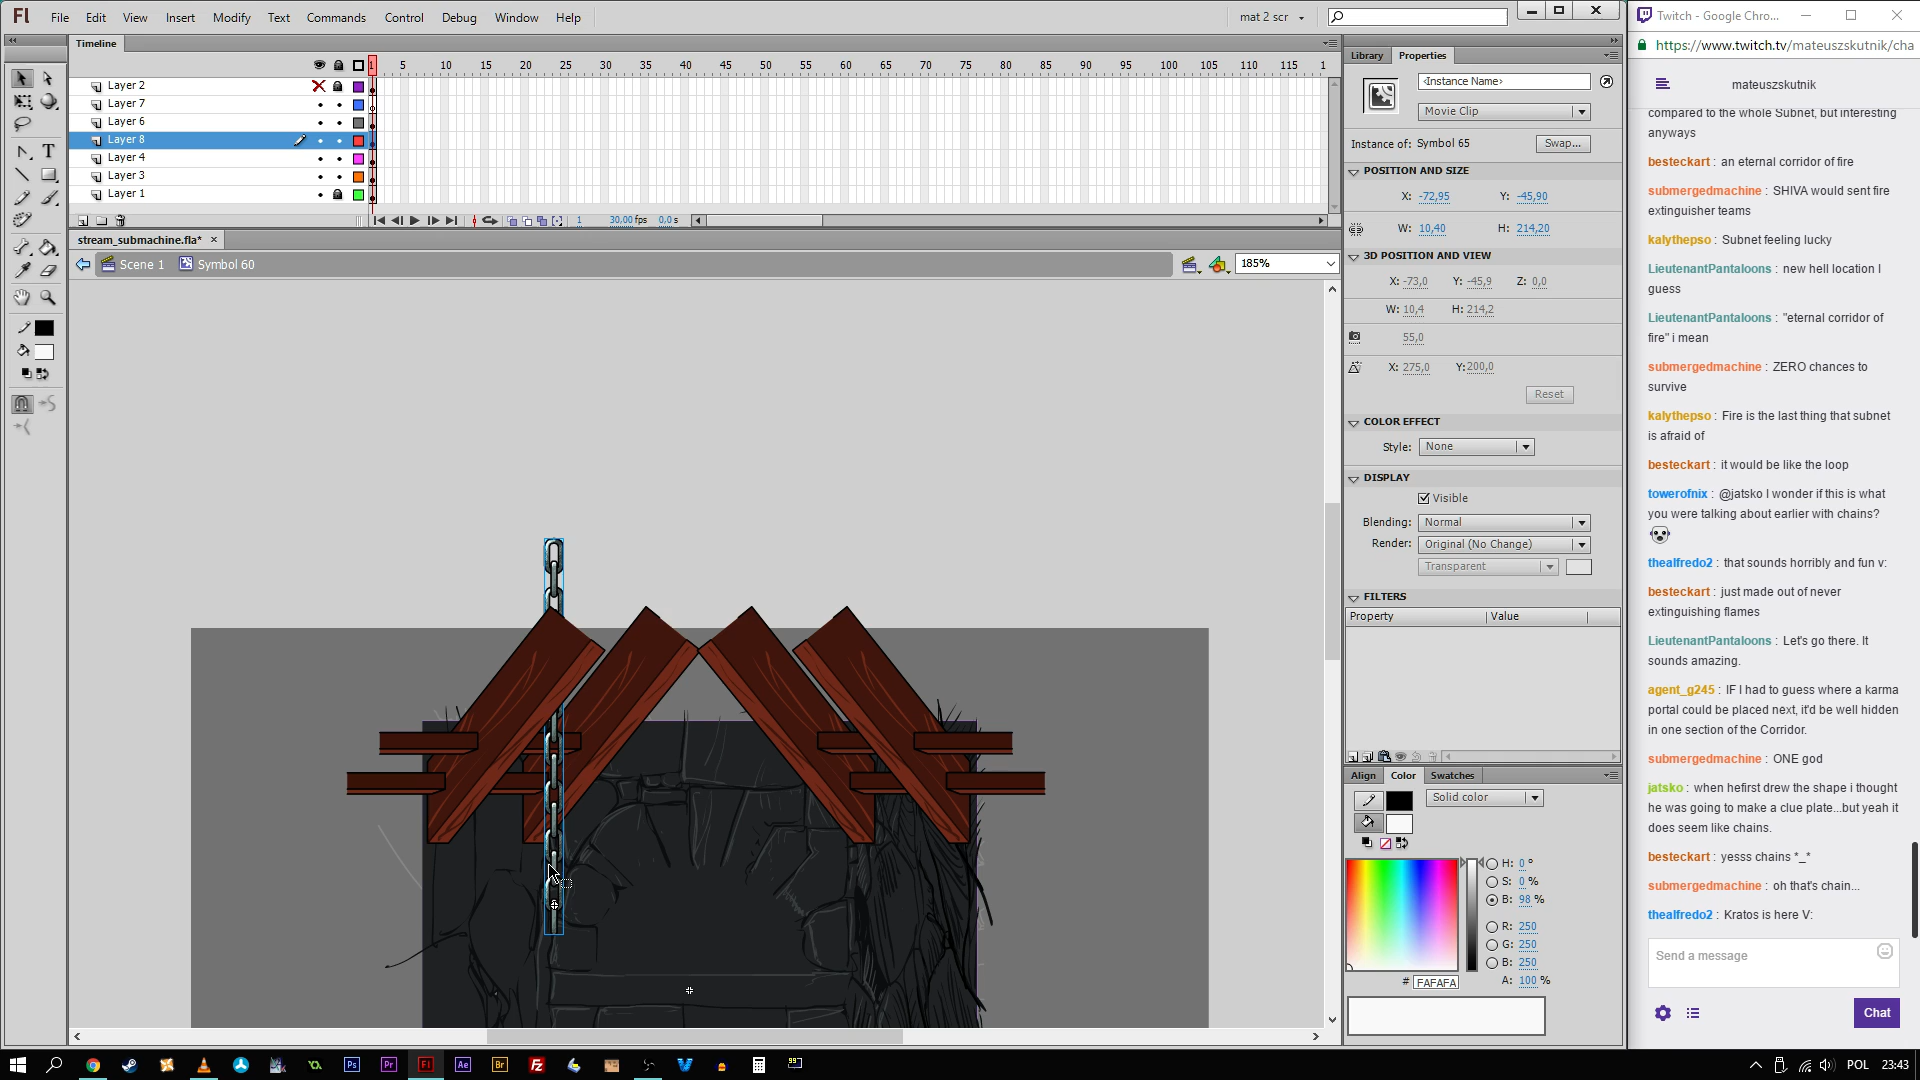 Fl File Edit View Insert Modify Text Commands Control Debug Window Help mat 2 scr
Timeline
1 5 10 15 20 25 30 35 40 45 50 55 60 65 70 75 80 85 90 95 100 105 110 115 1
Layer 2
Layer 7
Layer 6
Layer 8
Layer 4
Layer 3
Layer 1
1 30,00 fps 0,0 s
stream_submachine.fla* ×
Scene 1 Symbol 60 185%
Library Properties
<Instance Name>
Movie Clip
Instance of: Symbol 65 Swap...
POSITION AND SIZE
X: -72,95 Y: -45,90
W: 10,40 H: 214,20
3D POSITION AND VIEW
X: -73,0 Y: -45,9 Z: 0,0
W: 10,4 H: 214,2
55,0
X: 275,0 Y: 200,0
Reset
COLOR EFFECT
Style: None
DISPLAY
Visible
Blending: Normal
Render: Original (No Change)
Transparent
FILTERS
Property Value
Align Color Swatches
Solid color
H: 0 °
S: 0 %
B: 98 %
R: 250
G: 250
B: 250
# FAFAFA A: 100 %
Twitch - Google Chro...
https://www.twitch.tv/mateuszskutnik/cha
mateuszskutnik
compared to the whole Subnet, but interesting
anyways
besteckart : an eternal corridor of fire
submergedmachine : SHIVA would sent fire
extinguisher teams
kalythepso : Subnet feeling lucky
LieutenantPantaloons : new hell location I
guess
LieutenantPantaloons : "eternal corridor of
fire" i mean
submergedmachine : ZERO chances to
survive
kalythepso : Fire is the last thing that subnet
is afraid of
besteckart : it would be like the loop
towerofnix : @jatsko I wonder if this is what
you were talking about earlier with chains?
thealfredo2 : that sounds horribly and fun v:
besteckart : just made out of never
extinguishing flames
LieutenantPantaloons : Let's go there. It
sounds amazing.
agent_g245 : IF I had to guess where a karma
portal could be placed next, it'd be well hidden
in one section of the Corridor.
submergedmachine : ONE god
jatsko : when hefirst drew the shape i thought
he was going to make a clue plate...but yeah it
does seem like chains.
besteckart : yesss chains *_*
submergedmachine : oh that's chain...
thealfredo2 : Kratos is here V:
Send a message
Chat
Ps Pr Fl Ae Br Fz POL 23:43